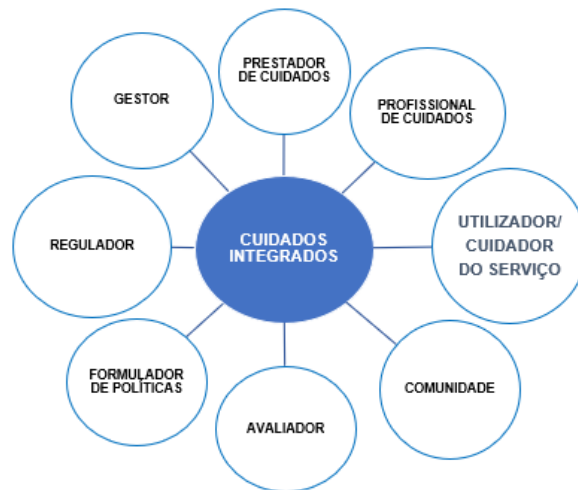 PRESTADOR
DE CUIDADOS
PROFISSIONAL
DE CUIDADOS
GESTOR
UTILIZADOR/
CUIDADOR
DO SERVIÇO
CUIDADOS
INTEGRADOS
REGULADOR
FORMULADOR
DE POLÍTICAS
COMUNIDADE
AVALIADOR